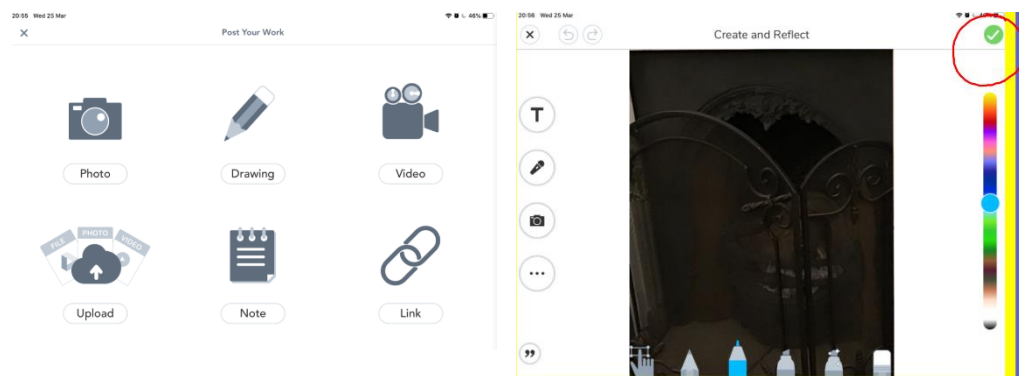 20:55 Wed 25 Mar
46%
Post Your Work
Photo
Drawing
Video
FILE
PHOTO
VIDEO
Upload
Note
Link
20:56 Wed 25 Mar
46%
Create and Reflect
T